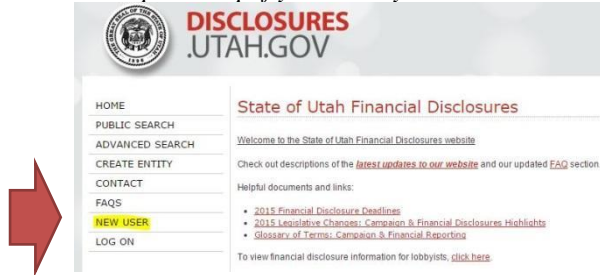 DISCLOSURES
.UTAH.GOV
HOME
PUBLIC SEARCH
ADVANCED SEARCH
CREATE ENTITY
CONTACT
FAQS
NEW USER
LOG ON
State of Utah Financial Disclosures
Welcome to the State of Utah Financial Disclosures website
Check out descriptions of the latest updates to our website and our updated FAQ section.
Helpful documents and links:
2015 Financial Disclosure Deadlines
2015 Legislative Changes: Campaign & Financial Disclosures Highlights
Glossary of Terms: Campaign & Financial Reporting
To view financial disclosure information for lobbyists, click here.